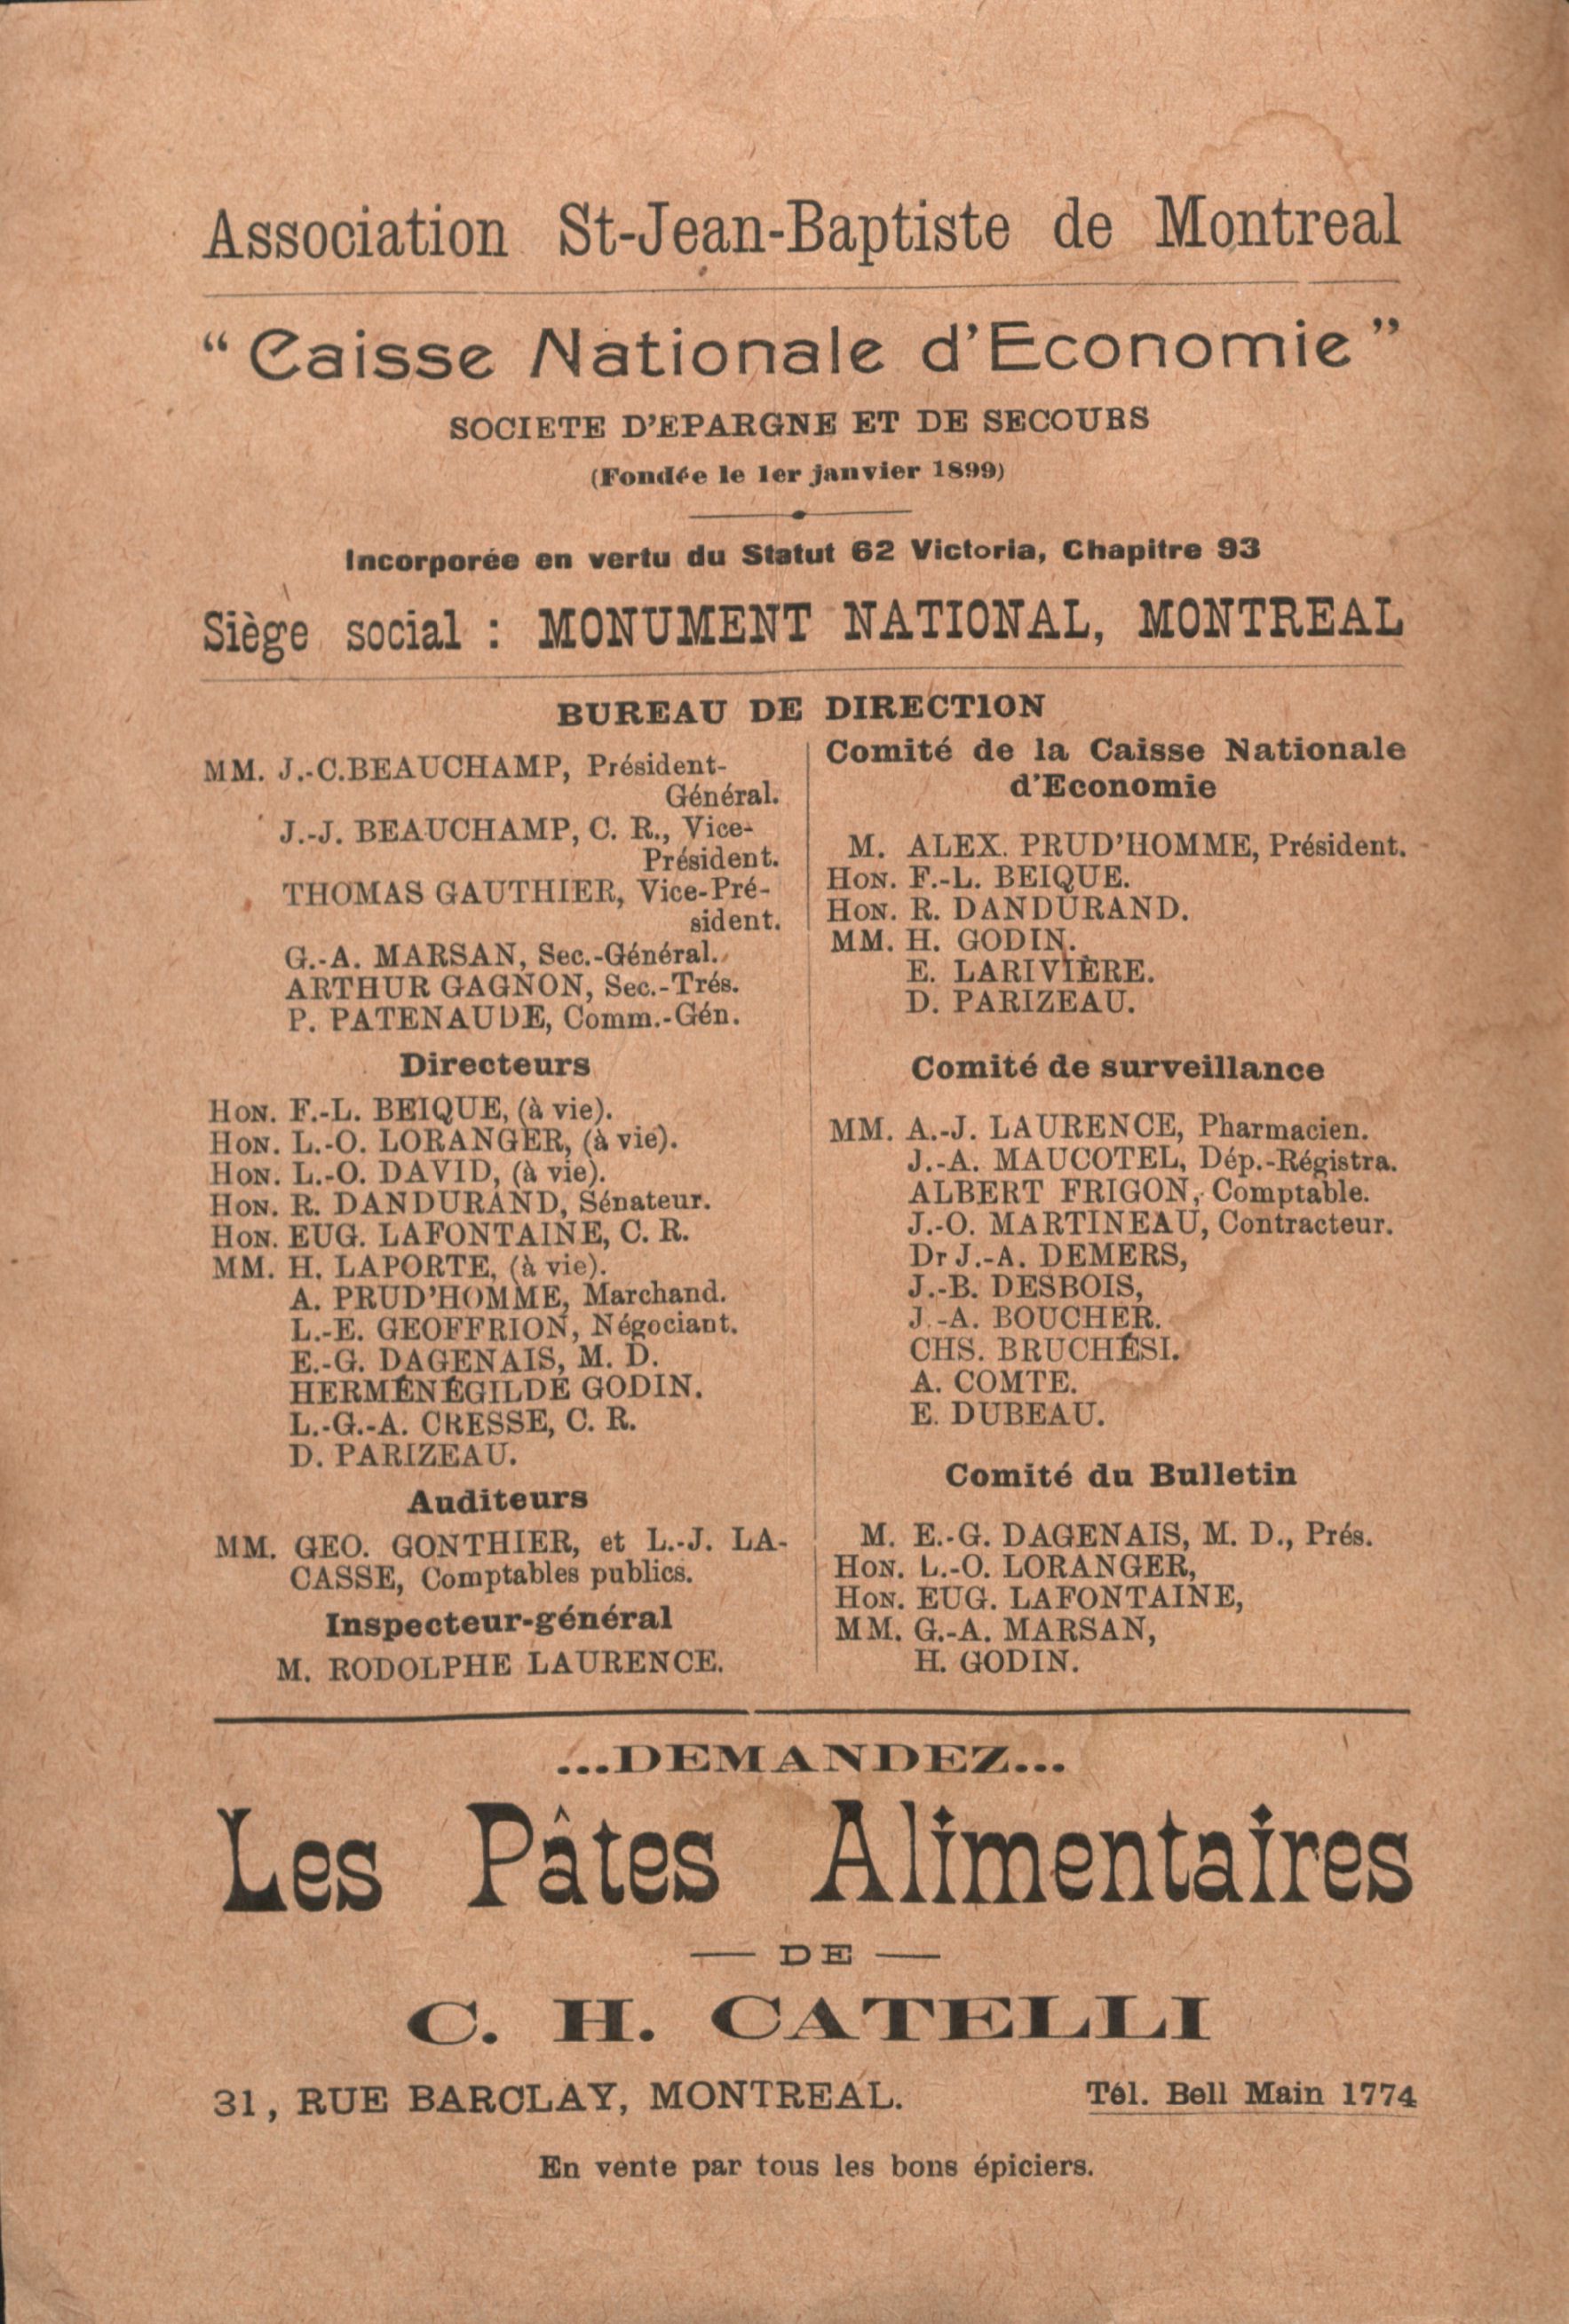 Association St-Jean-Baptiste de Montreal
“Caisse Nationale d'Economie”
SOCIETE D'EPARGNE ET DE SECOURS
(Fondée le 1er janvier 1899)
Incorporée en vertu du Statut 62 Victoria, Chapitre 93
Siège social : MONUMENT NATIONAL, MONTREAL
BUREAU DE DIRECTION
MM. J.-C. BEAUCHAMP, Président-
Général.
J.-J. BEAUCHAMP, C. R., Vice-
Président.
THOMAS GAUTHIER, Vice-Pré-
sident.
G.-A. MARSAN, Sec.-Général.
ARTHUR GAGNON, Sec.-Trés.
P. PATENAUDE, Comm.-Gén.
Directeurs
HON. F.-L. BEIQUE, (à vie).
HON. L.-O. LORANGER, (à vie).
HON. L.-O. DAVID, (à vie).
HON. R. DANDURAND, Sénateur.
HON. EUG. LAFONTAINE, C. R.
MM. H. LAPORTE, (à vie).
A. PRUD'HOMME, Marchand.
L.-E. GEOFFRION, Négociant.
E.-G. DAGENAIS, M. D.
HERMÉNÉGILDE GODIN.
L.-G.-A. CRESSE, C. R.
D. PARIZEAU.
Auditeurs
MM. GEO. GONTHIER, et L.-J. LA-
CASSE, Comptables publics.
Inspecteur-général
M. RODOLPHE LAURENCE.
Comité de la Caisse Nationale
d'Economie
M. ALEX. PRUD'HOMME, Président.
HON. F.-L. BEIQUE.
HON. R. DANDURAND.
MM. H. GODIN.
E. LARIVIÈRE.
D. PARIZEAU.
Comité de surveillance
MM. A.-J. LAURENCE, Pharmacien.
J.-A. MAUCOTEL, Dép.-Régistra.
ALBERT FRIGON, Comptable.
J.-O. MARTINEAU, Contracteur.
Dr J.-A. DEMERS,
J.-B. DESBOIS,
J.-A. BOUCHER.
CHS. BRUCHÉSI.
A. COMTE.
E. DUBEAU.
Comité du Bulletin
M. E.-G. DAGENAIS, M. D., Prés.
HON. L.-O. LORANGER,
HON. EUG. LAFONTAINE,
MM. G.-A. MARSAN,
H. GODIN.
...DEMANDEZ...
Les Pâtes Alimentaires
— DE —
C. H. CATELLI
31, RUE BARCLAY, MONTREAL. Tél. Bell Main 1774
En vente par tous les bons épiciers.